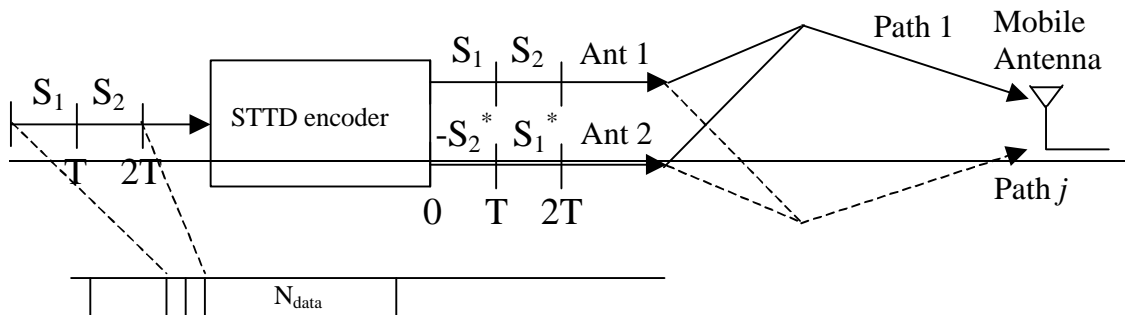 Path 1
Mobile
Antenna
S₁ S₂ Ant 1
S₁ S₂
STTD encoder
-S₂* S₁* Ant 2
T 2T
Path j
0 T 2T
N_data